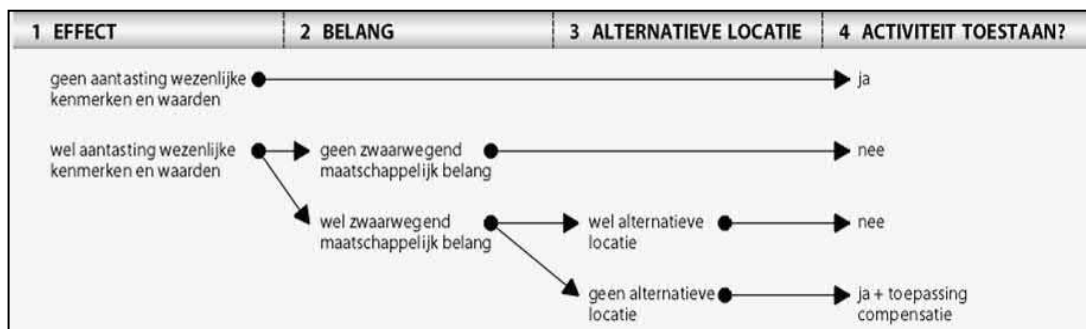 1 EFFECT 2 BELANG 3 ALTERNATIEVE LOCATIE 4 ACTIVITEIT TOESTAAN?
geen aantasting wezenlijke
kenmerken en waarden
ja
wel aantasting wezenlijke
kenmerken en waarden
geen zwaarwegend
maatschappelijk belang
nee
wel zwaarwegend
maatschappelijk belang
wel alternatieve
locatie
nee
geen alternatieve
locatie
ja + toepassing
compensatie